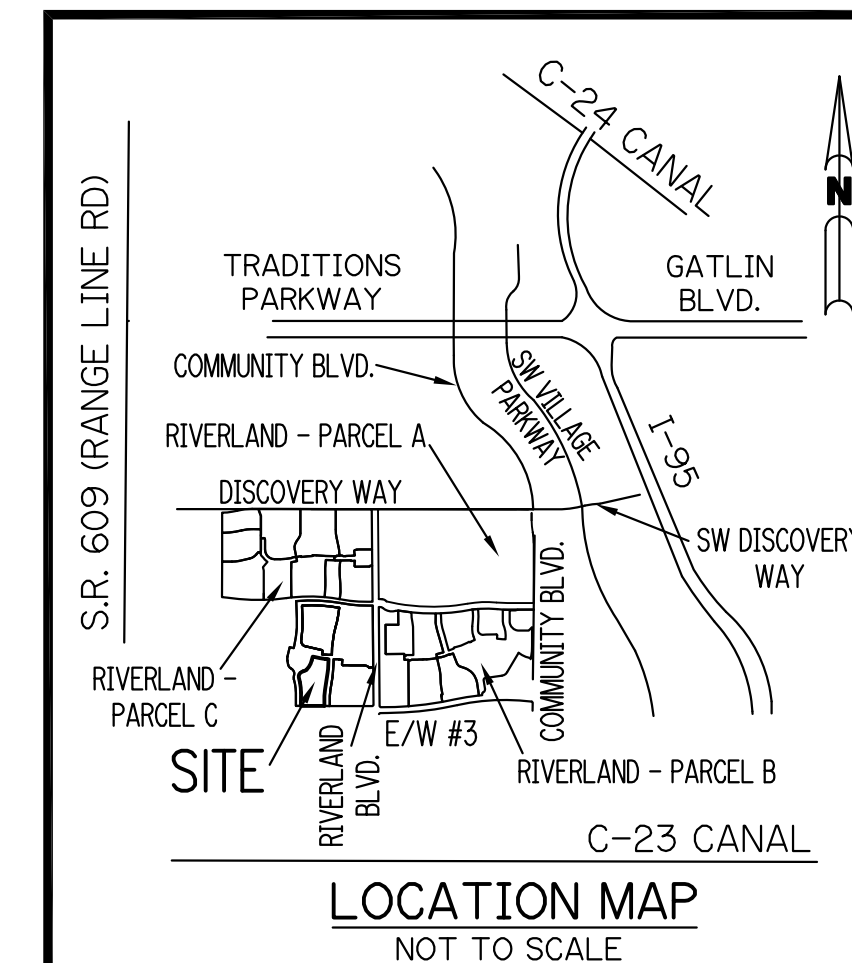 C-24 CANAL
N
S.R. 609 (RANGE LINE RD)
TRADITIONS
PARKWAY
GATLIN
BLVD.
COMMUNITY BLVD.
SW VILLAGE
PARKWAY
I-95
RIVERLAND - PARCEL A
DISCOVERY WAY
SW DISCOVERY
WAY
COMMUNITY BLVD.
RIVERLAND -
PARCEL C
SITE
RIVERLAND
BLVD.
E/W #3
RIVERLAND - PARCEL B
C-23 CANAL
LOCATION MAP
NOT TO SCALE